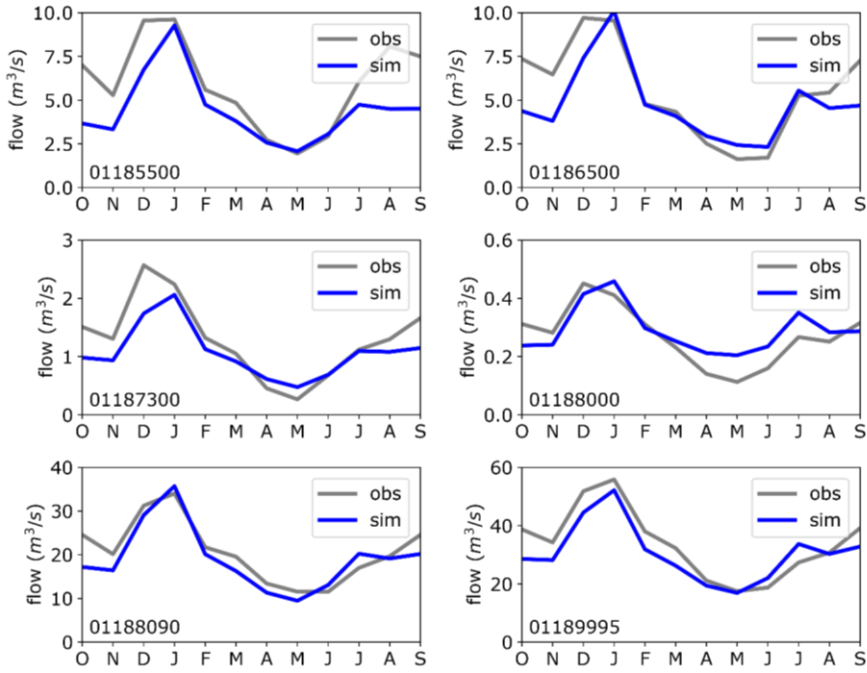 10.0
7.5
5.0
2.5
0.0
flow (m³/s)
obs
sim
01185500
O N D J F M A M J J A S
10.0
7.5
5.0
2.5
0.0
flow (m³/s)
obs
sim
01186500
O N D J F M A M J J A S
3
2
1
0
flow (m³/s)
obs
sim
01187300
O N D J F M A M J J A S
0.6
0.4
0.2
0.0
flow (m³/s)
obs
sim
01188000
O N D J F M A M J J A S
40
30
20
10
0
flow (m³/s)
obs
sim
01188090
O N D J F M A M J J A S
60
40
20
0
flow (m³/s)
obs
sim
01189995
O N D J F M A M J J A S